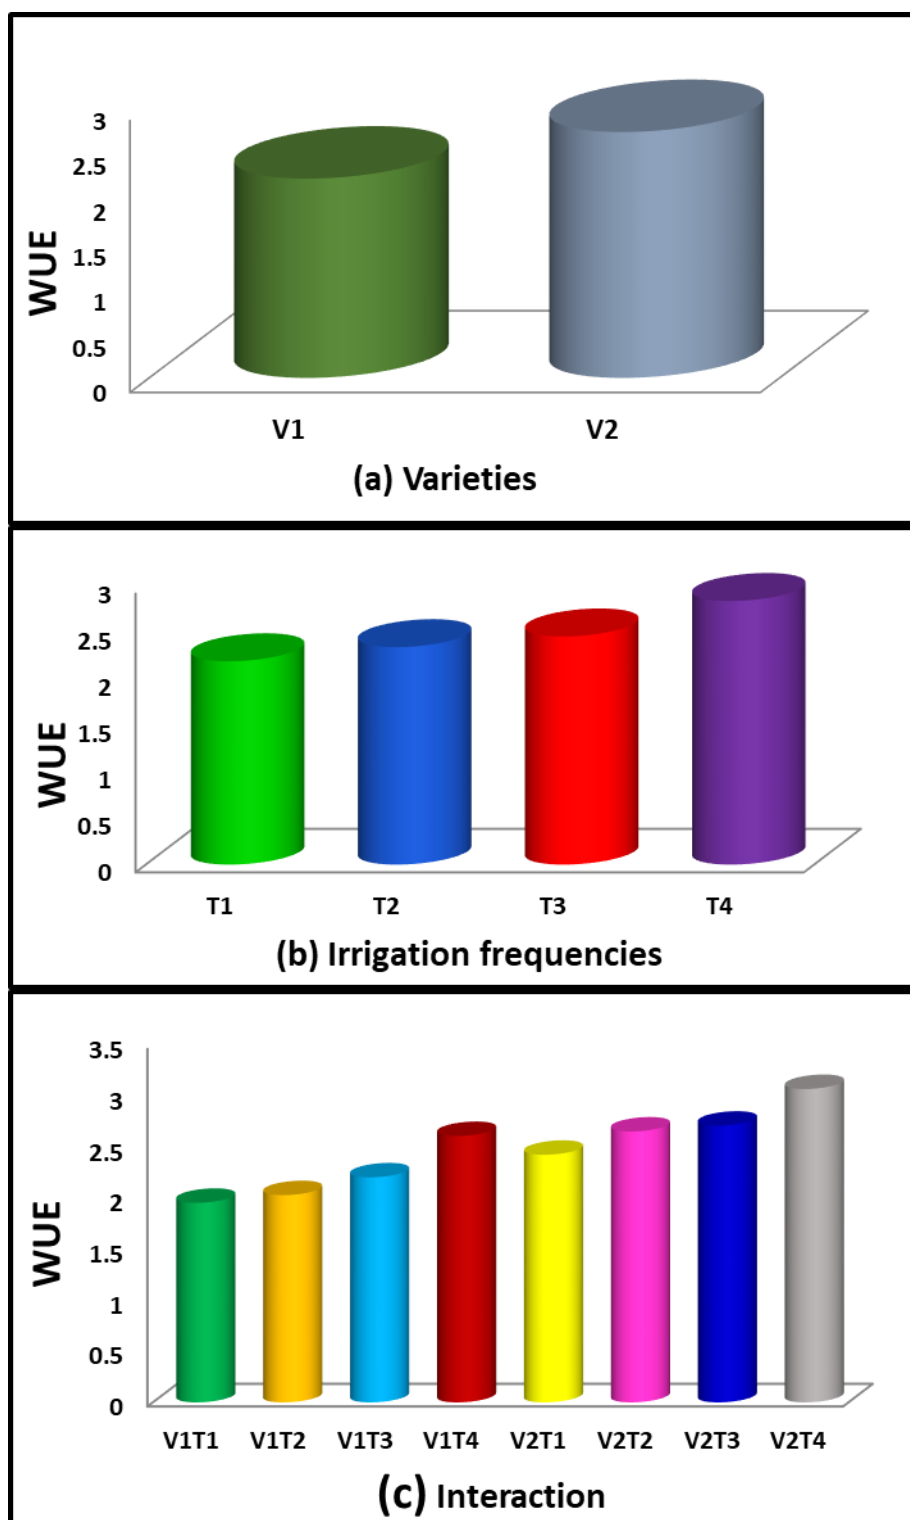 3
2.5
2
1.5
1
0.5
0
WUE
V1 V2
(a) Varieties
3
2.5
2
1.5
1
0.5
0
WUE
T1 T2 T3 T4
(b) Irrigation frequencies
3.5
3
2.5
2
1.5
1
0.5
0
WUE
V1T1 V1T2 V1T3 V1T4 V2T1 V2T2 V2T3 V2T4
(c) Interaction